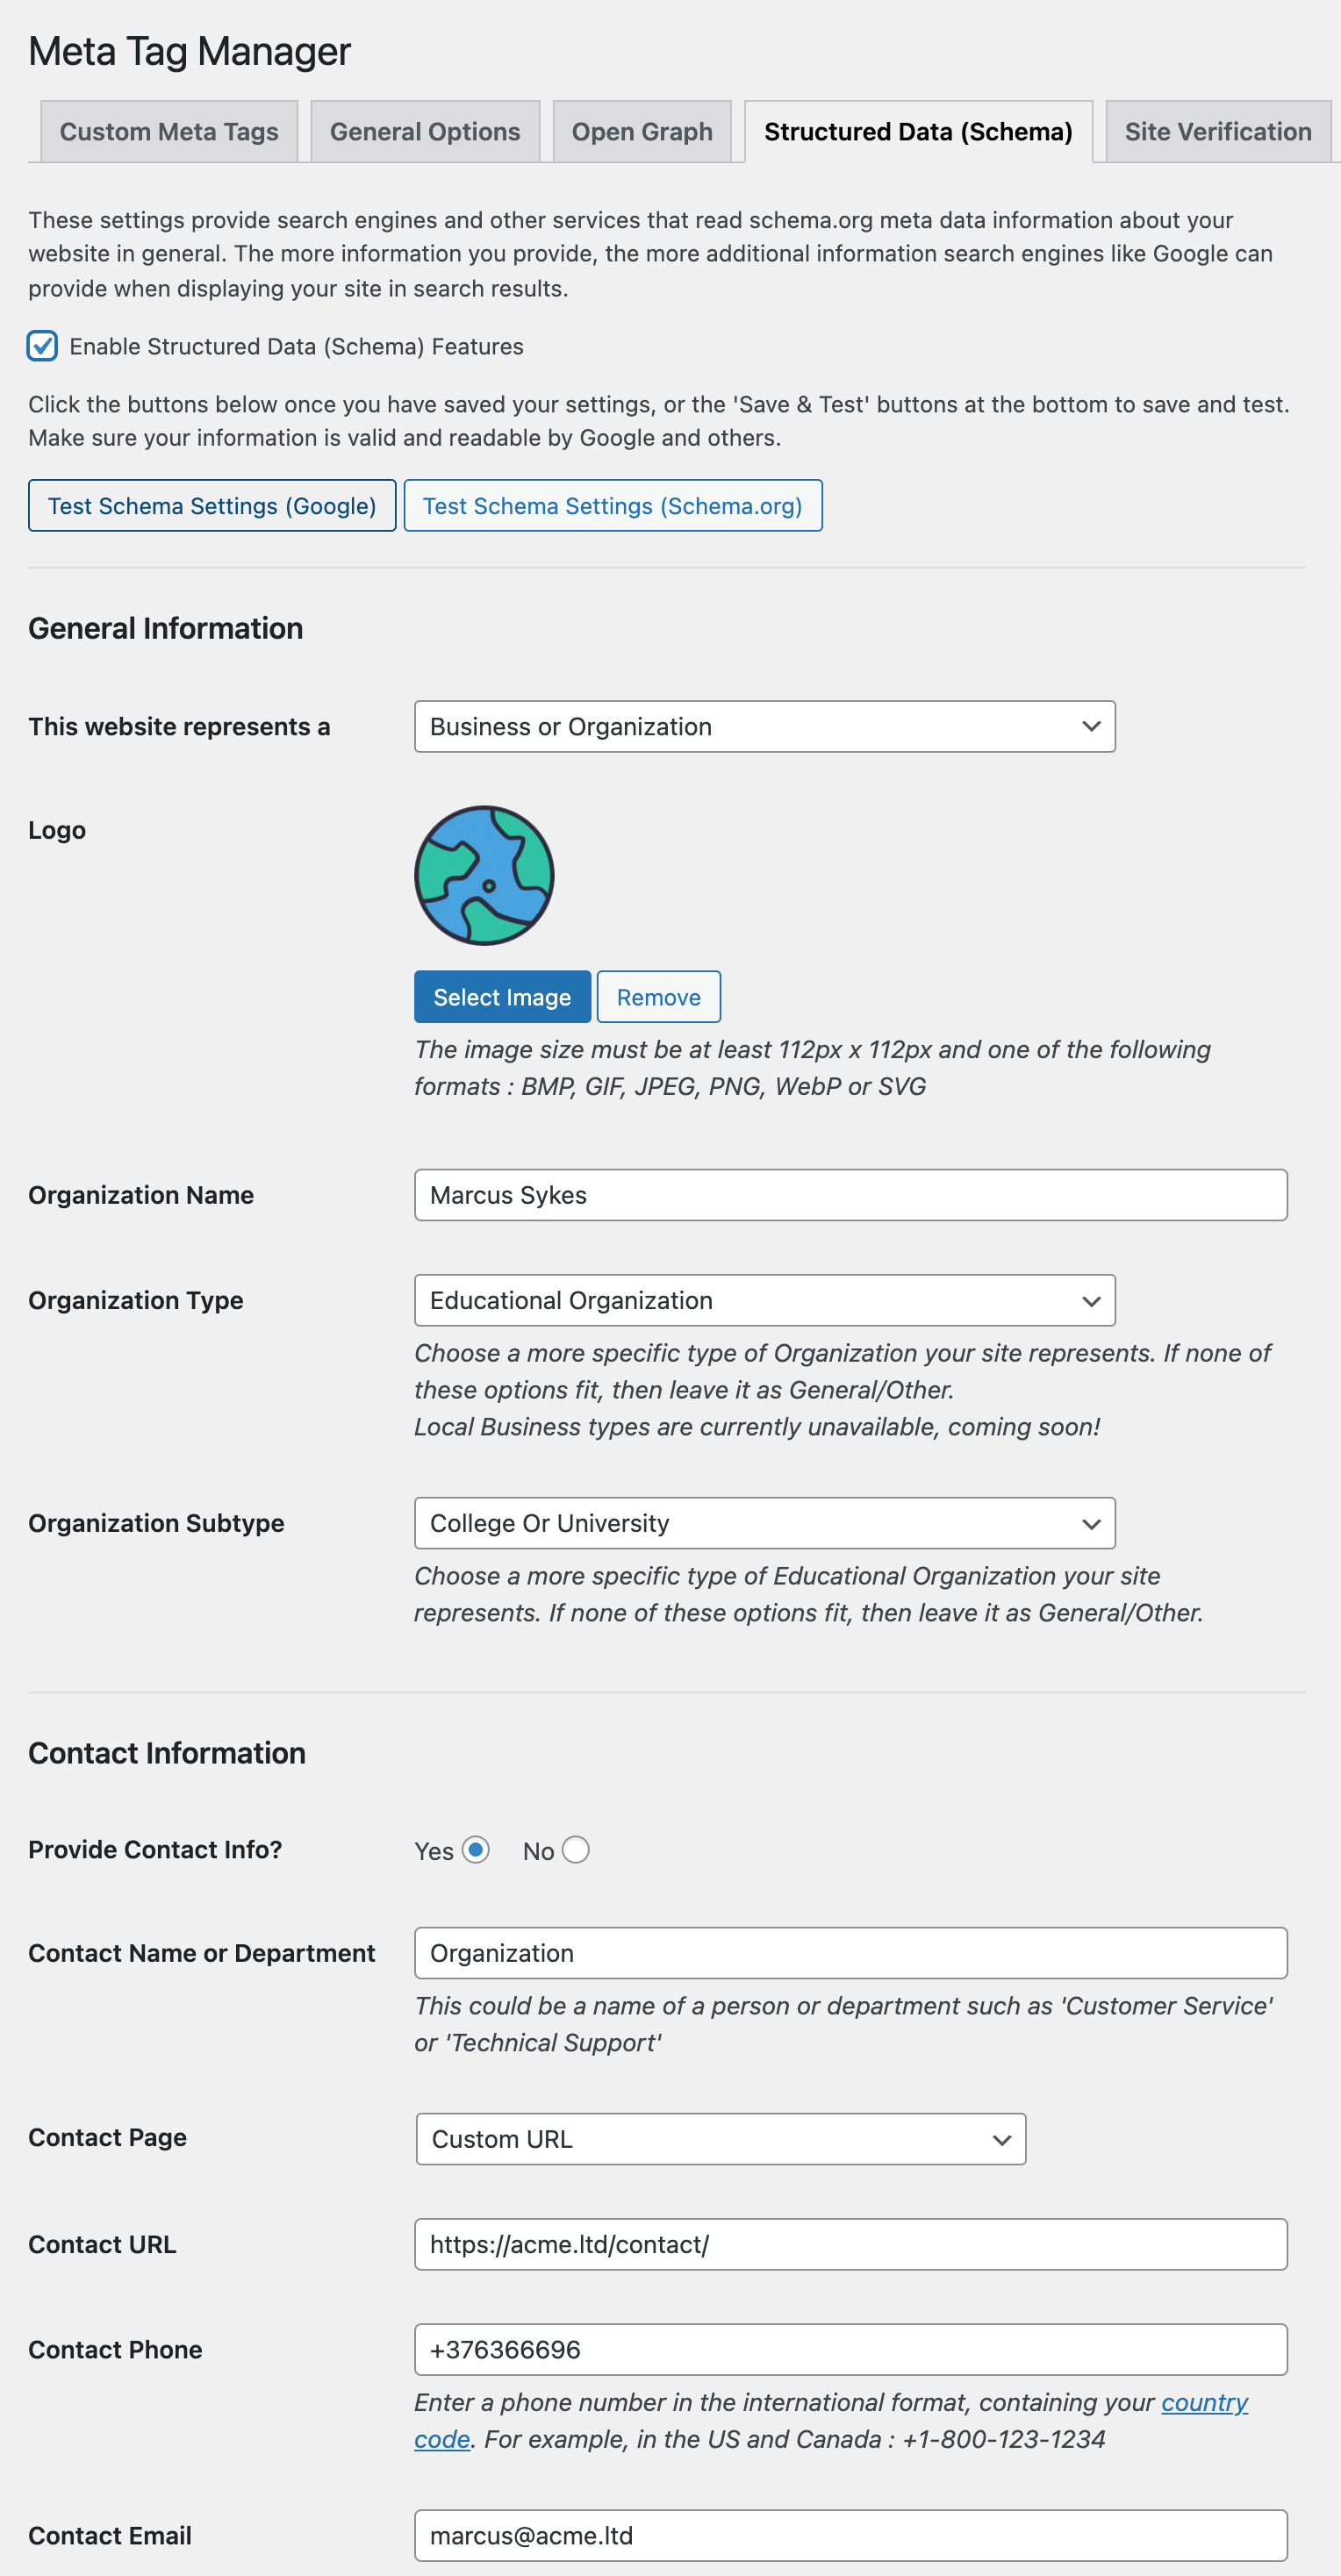 Meta Tag Manager
Custom Meta Tags
General Options
Open Graph
Structured Data (Schema)
Site Verification
These settings provide search engines and other services that read schema.org meta data information about your
website in general. The more information you provide, the more additional information search engines like Google can
provide when displaying your site in search results.
Enable Structured Data (Schema) Features
Click the buttons below once you have saved your settings, or the 'Save & Test' buttons at the bottom to save and test.
Make sure your information is valid and readable by Google and others.
Test Schema Settings (Google)
Test Schema Settings (Schema.org)
General Information
This website represents a
Business or Organization
Logo
Select Image
Remove
The image size must be at least 112px x 112px and one of the following
formats : BMP, GIF, JPEG, PNG, WebP or SVG
Organization Name
Marcus Sykes
Organization Type
Educational Organization
Choose a more specific type of Organization your site represents. If none of
these options fit, then leave it as General/Other.
Local Business types are currently unavailable, coming soon!
Organization Subtype
College Or University
Choose a more specific type of Educational Organization your site
represents. If none of these options fit, then leave it as General/Other.
Contact Information
Provide Contact Info?
Yes
No
Contact Name or Department
Organization
This could be a name of a person or department such as 'Customer Service'
or 'Technical Support'
Contact Page
Custom URL
Contact URL
https://acme.ltd/contact/
Contact Phone
+376366696
Enter a phone number in the international format, containing your country
code. For example, in the US and Canada : +1-800-123-1234
Contact Email
marcus@acme.ltd